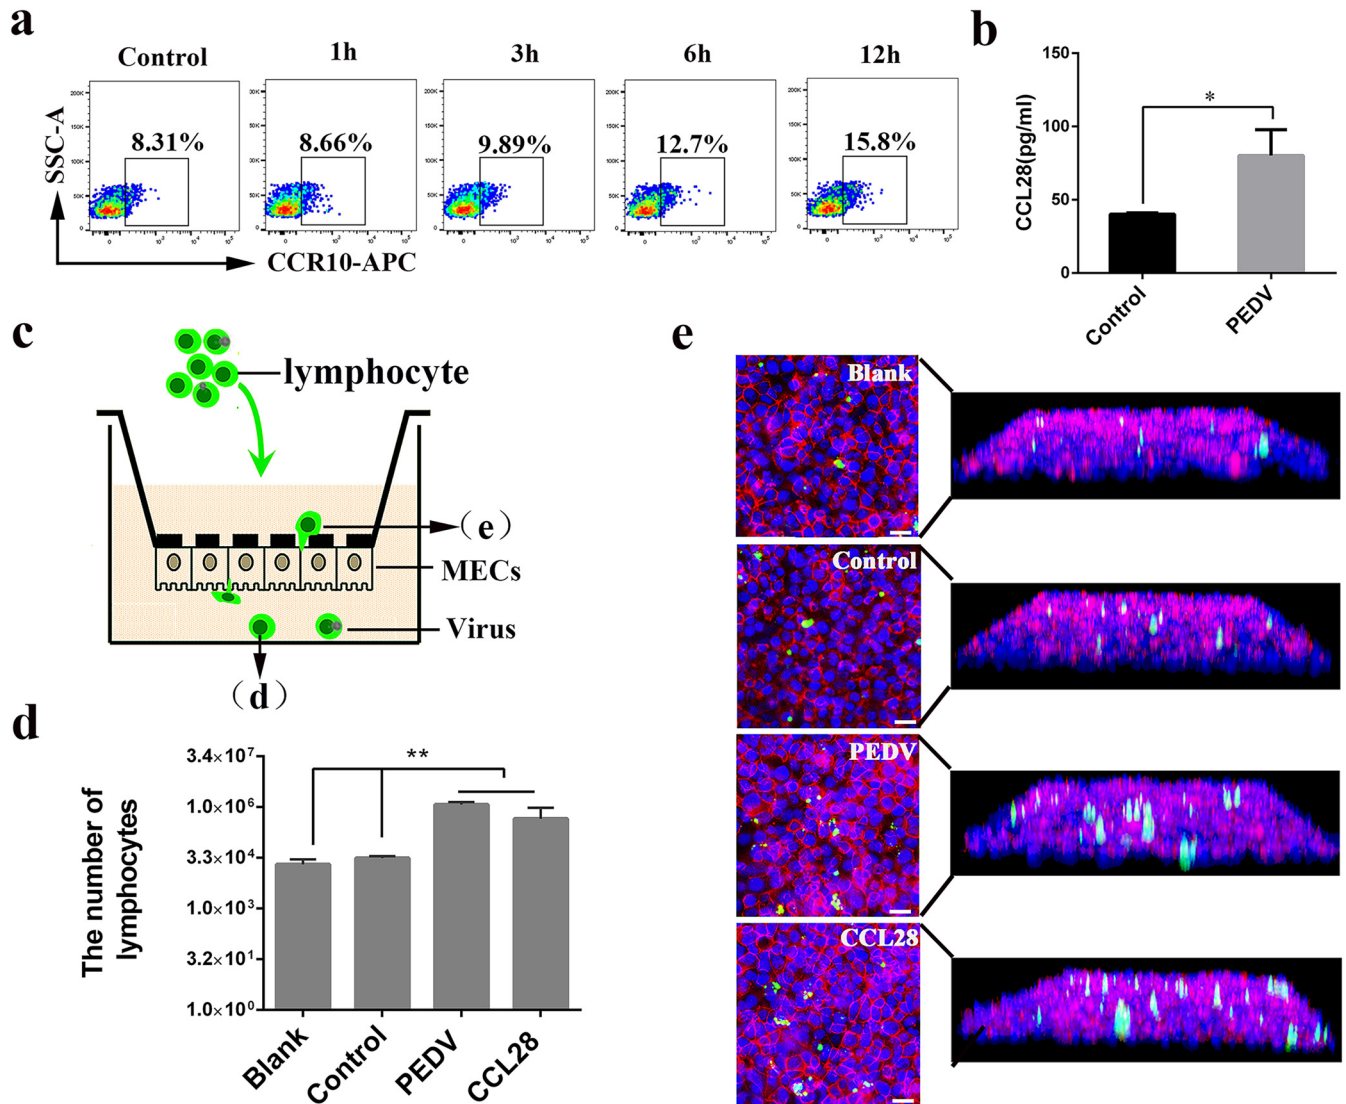 a
Control
1h
3h
6h
12h
SSC-A
8.31%
8.66%
9.89%
12.7%
15.8%
CCR10-APC
b
CCL28(pg/ml)
150
100
50
0
*
Control
PEDV
c
lymphocyte
(e)
MECs
Virus
(d)
d
The number of
lymphocytes
3.4×10⁷
1.0×10⁶
3.3×10⁴
1.0×10³
3.2×10¹
1.0×10⁰
**
Blank
Control
PEDV
CCL28
e
Blank
Control
PEDV
CCL28